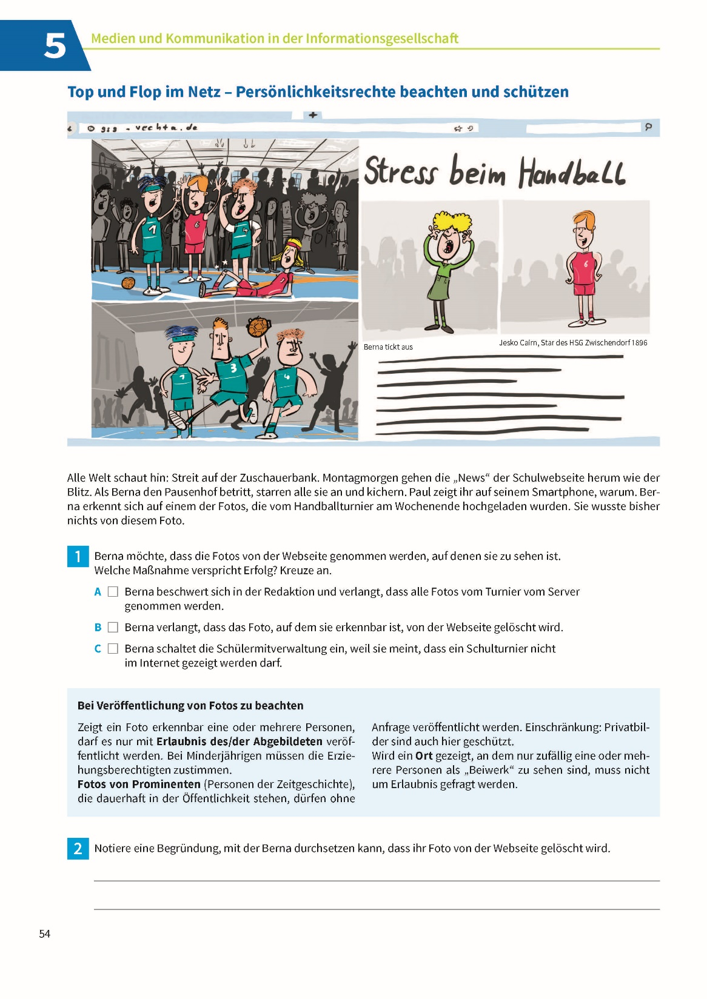 5
Medien und Kommunikation in der Informationsgesellschaft
Top und Flop im Netz – Persönlichkeitsrechte beachten und schützen
gsg - vechta.de
Stress beim Handball
1
6
4
6
1
3
4
Berna tickt aus
Jesko Cairn, Star des HSG Zwischendorf 1896
Alle Welt schaut hin: Streit auf der Zuschauerbank. Montagmorgen gehen die „News“ der Schulwebseite herum wie der
Blitz. Als Berna den Pausenhof betritt, starren alle sie an und kichern. Paul zeigt ihr auf seinem Smartphone, warum. Ber-
na erkennt sich auf einem der Fotos, die vom Handballturnier am Wochenende hochgeladen wurden. Sie wusste bisher
nichts von diesem Foto.
1 Berna möchte, dass die Fotos von der Webseite genommen werden, auf denen sie zu sehen ist.
Welche Maßnahme verspricht Erfolg? Kreuze an.
A Berna beschwert sich in der Redaktion und verlangt, dass alle Fotos vom Turnier vom Server
genommen werden.
B Berna verlangt, dass das Foto, auf dem sie erkennbar ist, von der Webseite gelöscht wird.
C Berna schaltet die Schülermitverwaltung ein, weil sie meint, dass ein Schulturnier nicht
im Internet gezeigt werden darf.
Bei Veröffentlichung von Fotos zu beachten
Zeigt ein Foto erkennbar eine oder mehrere Personen,
darf es nur mit Erlaubnis des/der Abgebildeten veröf-
fentlicht werden. Bei Minderjährigen müssen die Erzie-
hungsberechtigten zustimmen.
Fotos von Prominenten (Personen der Zeitgeschichte),
die dauerhaft in der Öffentlichkeit stehen, dürfen ohne
Anfrage veröffentlicht werden. Einschränkung: Privatbil-
der sind auch hier geschützt.
Wird ein Ort gezeigt, an dem nur zufällig eine oder meh-
rere Personen als „Beiwerk“ zu sehen sind, muss nicht
um Erlaubnis gefragt werden.
2 Notiere eine Begründung, mit der Berna durchsetzen kann, dass ihr Foto von der Webseite gelöscht wird.
54